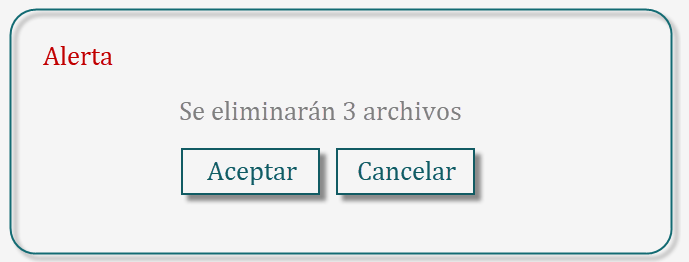 Alerta
Se eliminarán 3 archivos
Aceptar Cancelar